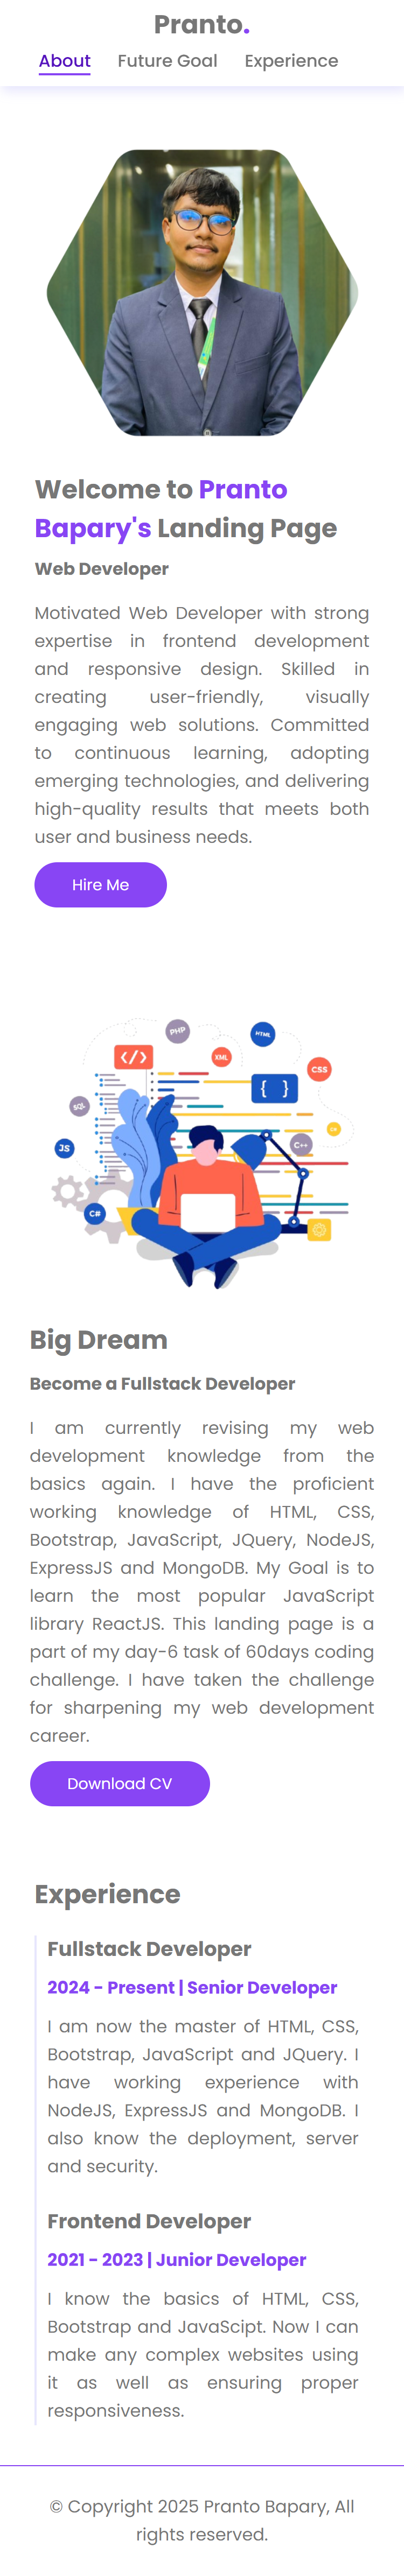 Pranto.
About Future Goal Experience
Welcome to Pranto
Bapary's Landing Page
Web Developer
Motivated Web Developer with strong
expertise in frontend development
and responsive design. Skilled in
creating user-friendly, visually
engaging web solutions. Committed
to continuous learning, adopting
emerging technologies, and delivering
high-quality results that meets both
user and business needs.
Hire Me
PHP
HTML
</>
XML
CSS
{ }
SQL
JS
C++
C#
Big Dream
Become a Fullstack Developer
I am currently revising my web
development knowledge from the
basics again. I have the proficient
working knowledge of HTML, CSS,
Bootstrap, JavaScript, JQuery, NodeJS,
ExpressJS and MongoDB. My Goal is to
learn the most popular JavaScript
library ReactJS. This landing page is a
part of my day-6 task of 60days coding
challenge. I have taken the challenge
for sharpening my web development
career.
Download CV
Experience
Fullstack Developer
2024 - Present | Senior Developer
I am now the master of HTML, CSS,
Bootstrap, JavaScript and JQuery. I
have working experience with
NodeJS, ExpressJS and MongoDB. I
also know the deployment, server
and security.
Frontend Developer
2021 - 2023 | Junior Developer
I know the basics of HTML, CSS,
Bootstrap and JavaScipt. Now I can
make any complex websites using
it as well as ensuring proper
responsiveness.
© Copyright 2025 Pranto Bapary, All
rights reserved.